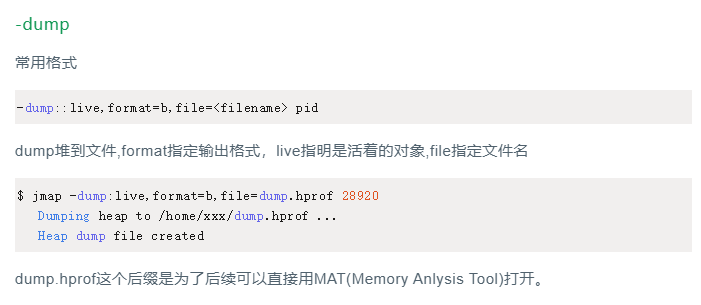 -dump
常用格式
-dump::live,format=b,file=<filename> pid
dump堆到文件,format指定输出格式，live指明是活着的对象,file指定文件名
$ jmap -dump:live,format=b,file=dump.hprof 28920
Dumping heap to /home/xxx/dump.hprof ...
Heap dump file created
dump.hprof这个后缀是为了后续可以直接用MAT(Memory Anlysis Tool)打开。